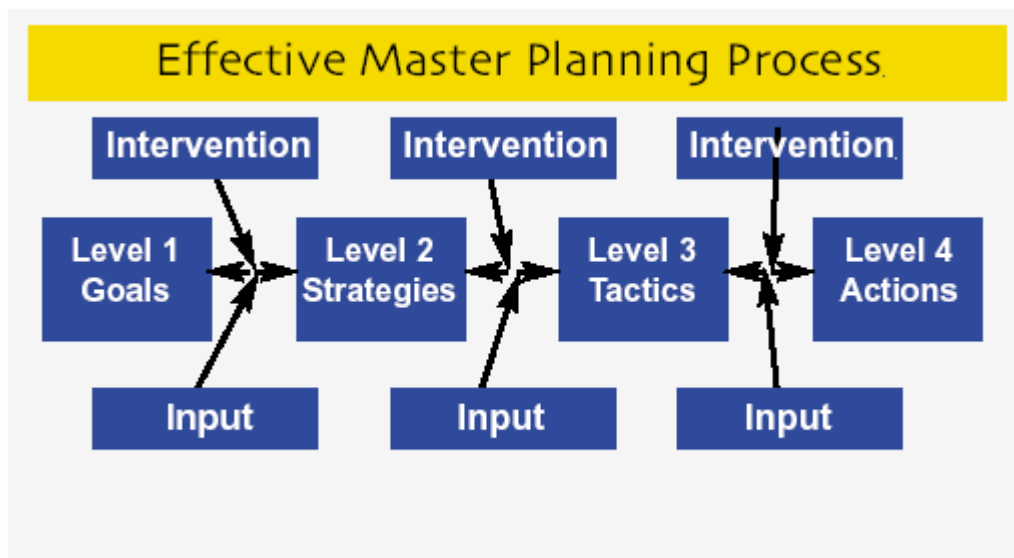 Effective Master Planning Process.
Intervention
Intervention
Intervention.
Level 1
Goals
Level 2
Strategies
Level 3
Tactics
Level 4
Actions
Input
Input
Input